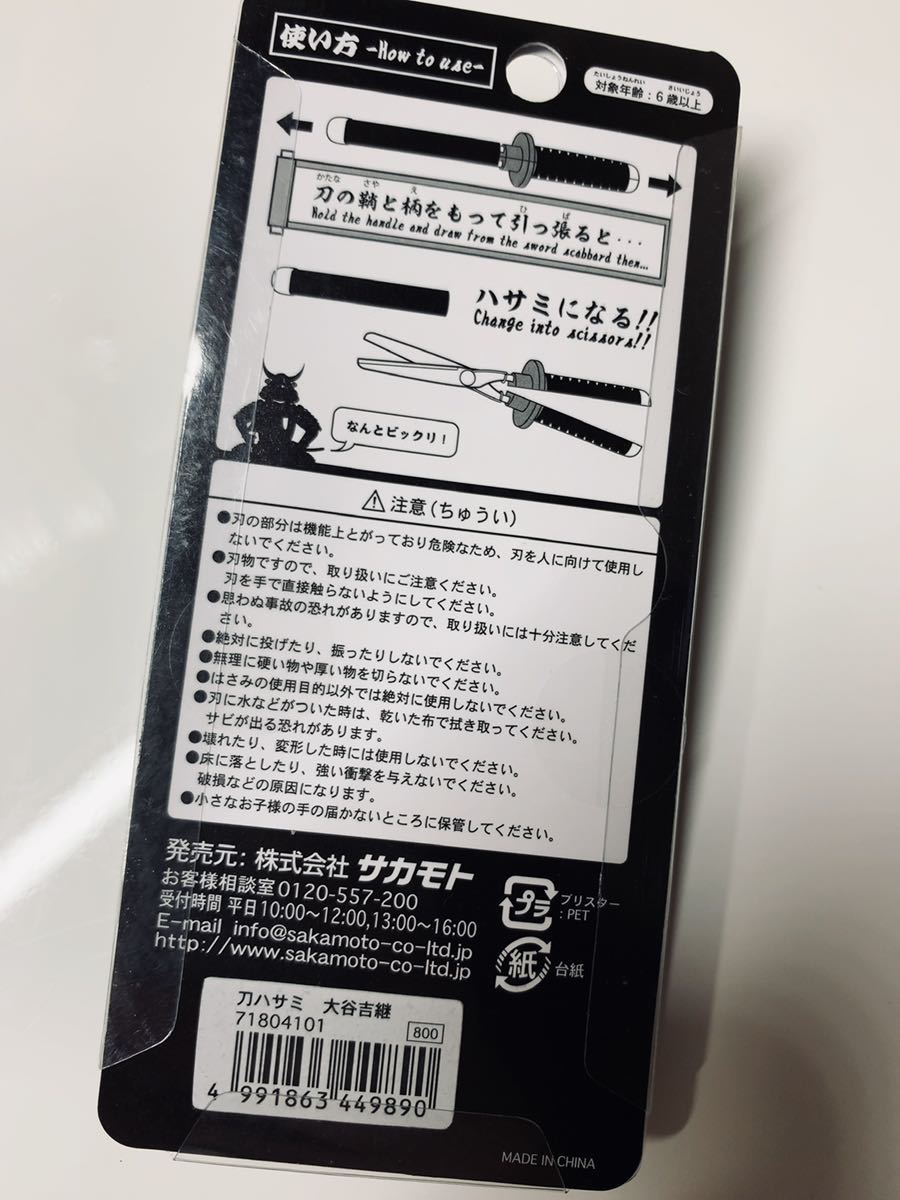 使い方 -How to use-
たいしょうねんれい さいいじょう
対象年齢：6歳以上
かたな さや え ひ ば
刀の鞘と柄をもって引っ張ると・・・
Hold the handle and draw from the sword scabbard then...
ハサミになる!!
Change into scissors!!
なんとビックリ！
⚠注意（ちゅうい）
●刃の部分は機能上とがっており危険なため、刃を人に向けて使用し
ないでください。
●刃物ですので、取り扱いにご注意ください。
刃を手で直接触らないようにしてください。
●思わぬ事故の恐れがありますので、取り扱いには十分注意してくだ
さい。
●絶対に投げたり、振ったりしないでください。
●無理に硬い物や厚い物を切らないでください。
●はさみの使用目的以外では絶対に使用しないでください。
●刃に水などがついた時は、乾いた布で拭き取ってください。
サビが出る恐れがあります。
●壊れたり、変形した時には使用しないでください。
●床に落としたり、強い衝撃を与えないでください。
破損などの原因になります。
●小さなお子様の手の届かないところに保管してください。
発売元：株式会社 サカモト
お客様相談室0120-557-200
受付時間 平日10:00〜12:00,13:00〜16:00
E-mail info@sakamoto-co-ltd.jp
http://www.sakamoto-co-ltd.jp
プラ
ブリスター
: PET
紙
台紙
刀ハサミ 大谷吉継
71804101
800
4 991863 449890
MADE IN CHINA